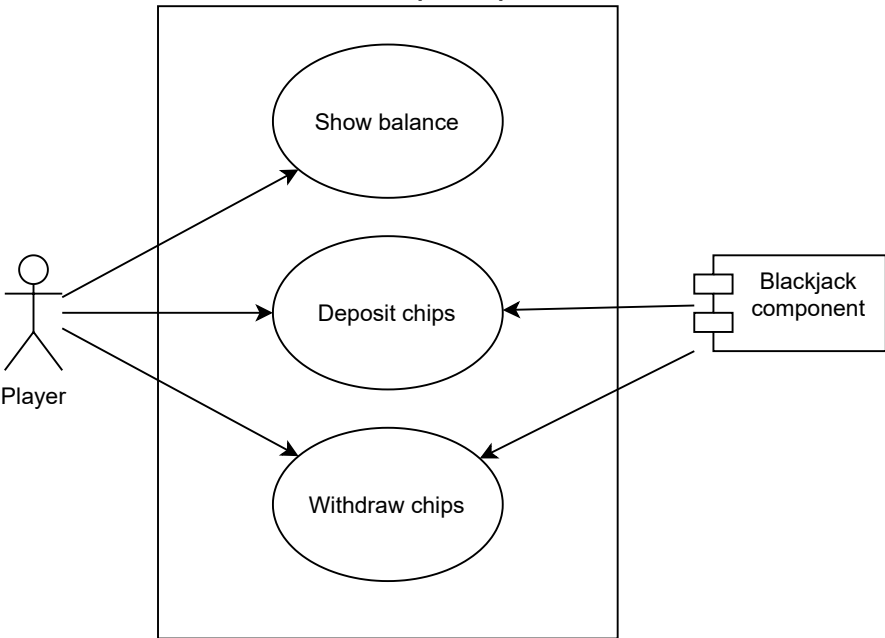 Show balance
Deposit chips
Blackjack
component
Player
Withdraw chips